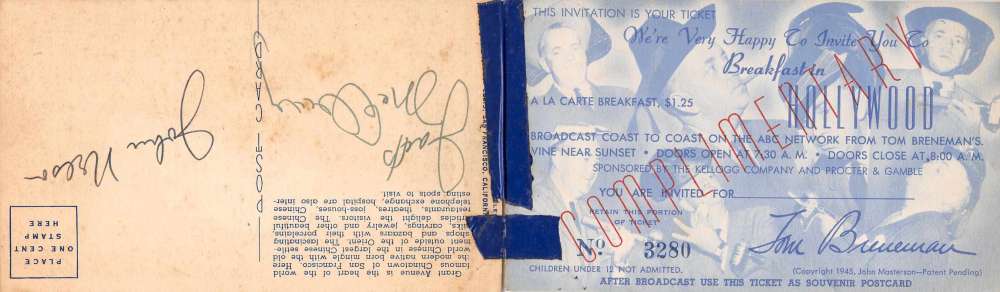 THIS INVITATION IS YOUR TICKET
We're Very Happy To Invite You To
Breakfast in
HOLLYWOOD
A LA CARTE BREAKFAST, $1.25
BROADCAST COAST TO COAST ON THE ABC NETWORK FROM TOM BRENEMAN'S
VINE NEAR SUNSET • DOORS OPEN AT 7:30 A. M. • DOORS CLOSE AT 8:00 A. M.
SPONSORED BY THE KELLOGG COMPANY AND PROCTER & GAMBLE
YOU ARE INVITED FOR
RETAIN THIS PORTION
OF TICKET
No. 3280
Tom Breneman
CHILDREN UNDER 12 NOT ADMITTED.
(Copyright 1945, John Masterson—Patent Pending)
AFTER BROADCAST USE THIS TICKET AS SOUVENIR POSTCARD
COMPLIMENTARY
Grant Avenue is the heart of the world
famous Chinatown of San Francisco. Here
the modern native born mingle with the old
world Chinese in the largest Chinese settle-
ment outside of the Orient. The fascinating
shops and bazaars with their porcelains,
silks, carvings, jewelry and other beautiful
articles delight the visitors. The Chinese
restaurants, theatres, joss-houses, Chinese
telephone exchange, hospital are also inter-
esting spots to visit.
POST CARD
PLACE
ONE CENT
STAMP
HERE
FRANCISCO, CALIFORN
Jack
McElroy
John Nelson